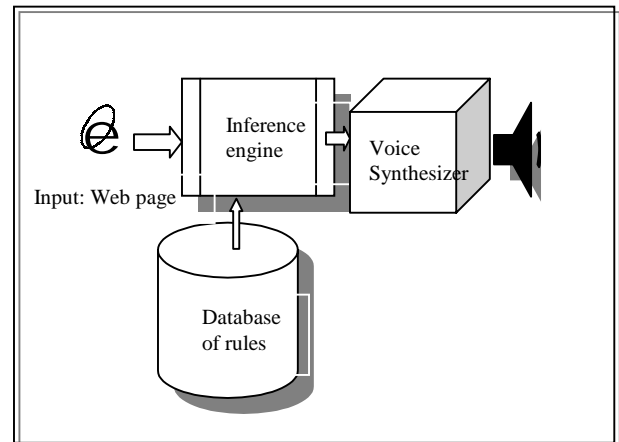 Inference
engine
Voice
Synthesizer
Input: Web page
Database
of rules